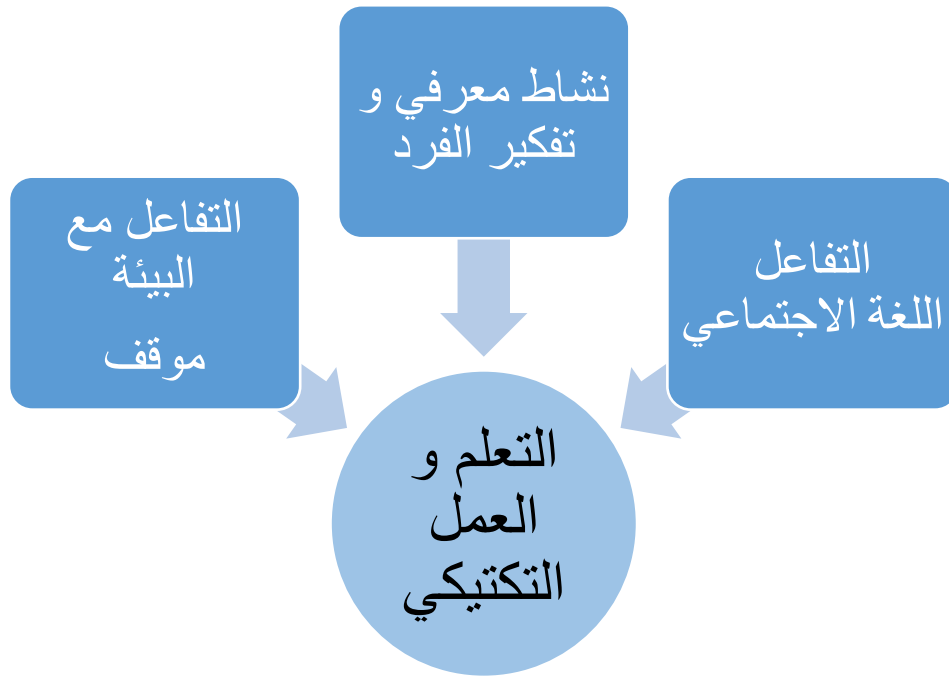 نشاط معرفي و
تفكير الفرد
التفاعل
اللغة الاجتماعي
التفاعل مع
البيئة
موقف
التعلم و
العمل
التكتيكي